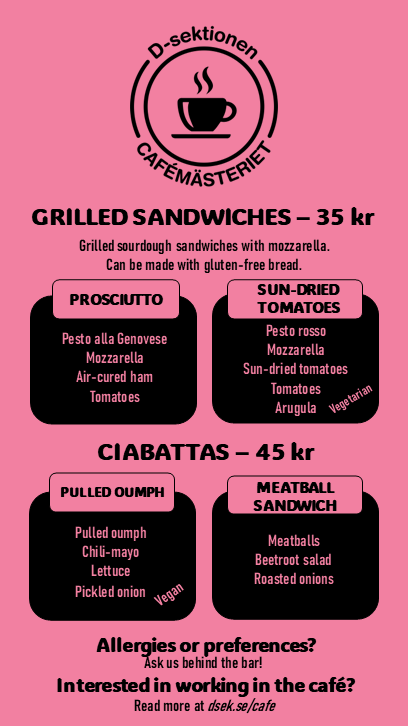 D-sektionen
CAFÉMÄSTERIET
GRILLED SANDWICHES – 35 kr
Grilled sourdough sandwiches with mozzarella.
Can be made with gluten-free bread.
PROSCIUTTO
Pesto alla Genovese
Mozzarella
Air-cured ham
Tomatoes
SUN-DRIED
TOMATOES
Pesto rosso
Mozzarella
Sun-dried tomatoes
Tomatoes
Arugula
Vegetarian
CIABATTAS – 45 kr
PULLED OUMPH
Pulled oumph
Chili-mayo
Lettuce
Pickled onion
Vegan
MEATBALL
SANDWICH
Meatballs
Beetroot salad
Roasted onions
Allergies or preferences?
Ask us behind the bar!
Interested in working in the café?
Read more at dsek.se/cafe